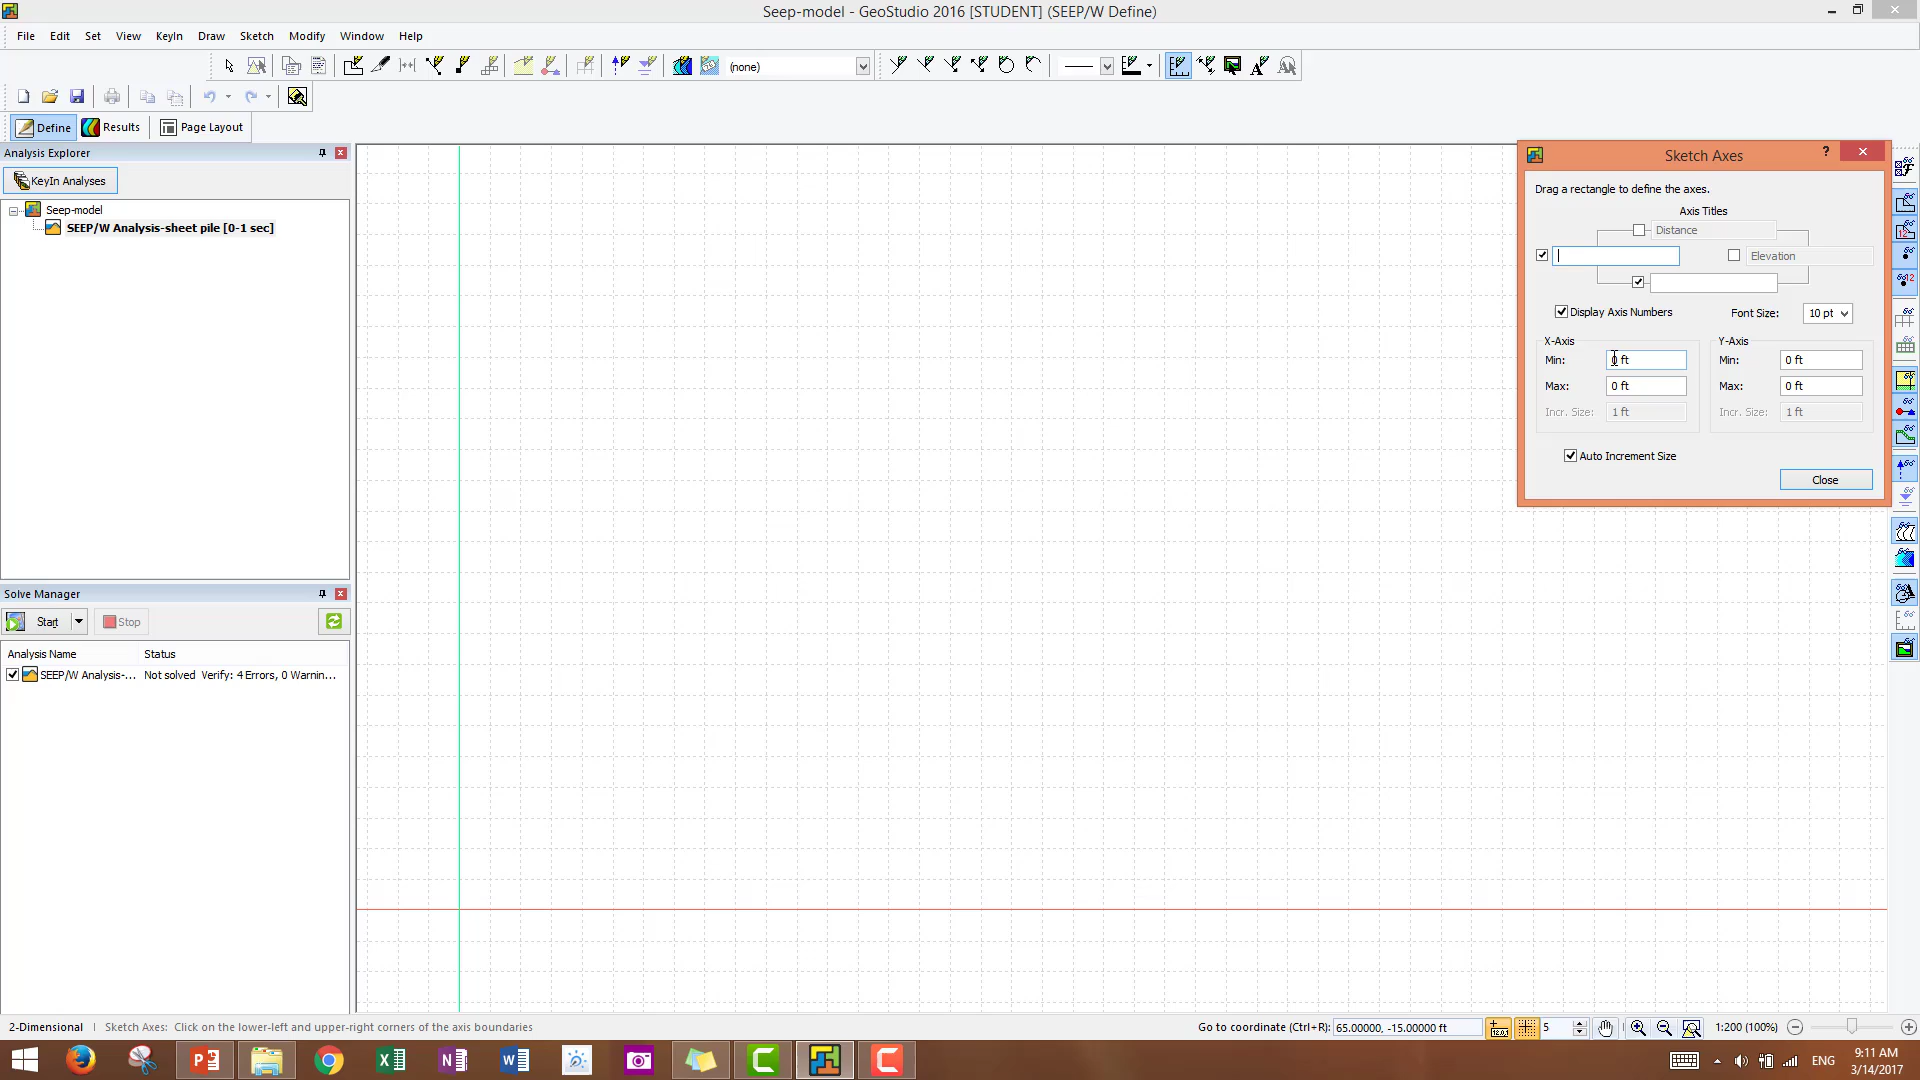 Seep-model - GeoStudio 2016 [STUDENT] (SEEP/W Define)
File Edit Set View KeyIn Draw Sketch Modify Window Help
(none)
Define Results Page Layout
Analysis Explorer
KeyIn Analyses
Seep-model
SEEP/W Analysis-sheet pile [0-1 sec]
Sketch Axes
?
Drag a rectangle to define the axes.
Axis Titles
Distance
Elevation
Display Axis Numbers Font Size: 10 pt
X-Axis Y-Axis
Min: 0 ft Min: 0 ft
Max: 0 ft Max: 0 ft
Incr. Size: 1 ft Incr. Size: 1 ft
Auto Increment Size
Close
Solve Manager
Start Stop
Analysis Name Status
SEEP/W Analysis-... Not solved Verify: 4 Errors, 0 Warnin...
2-Dimensional Sketch Axes: Click on the lower-left and upper-right corners of the axis boundaries Go to coordinate (Ctrl+R): 65.00000, -15.00000 ft 5 1:200 (100%)
ENG 9:11 AM
3/14/2017